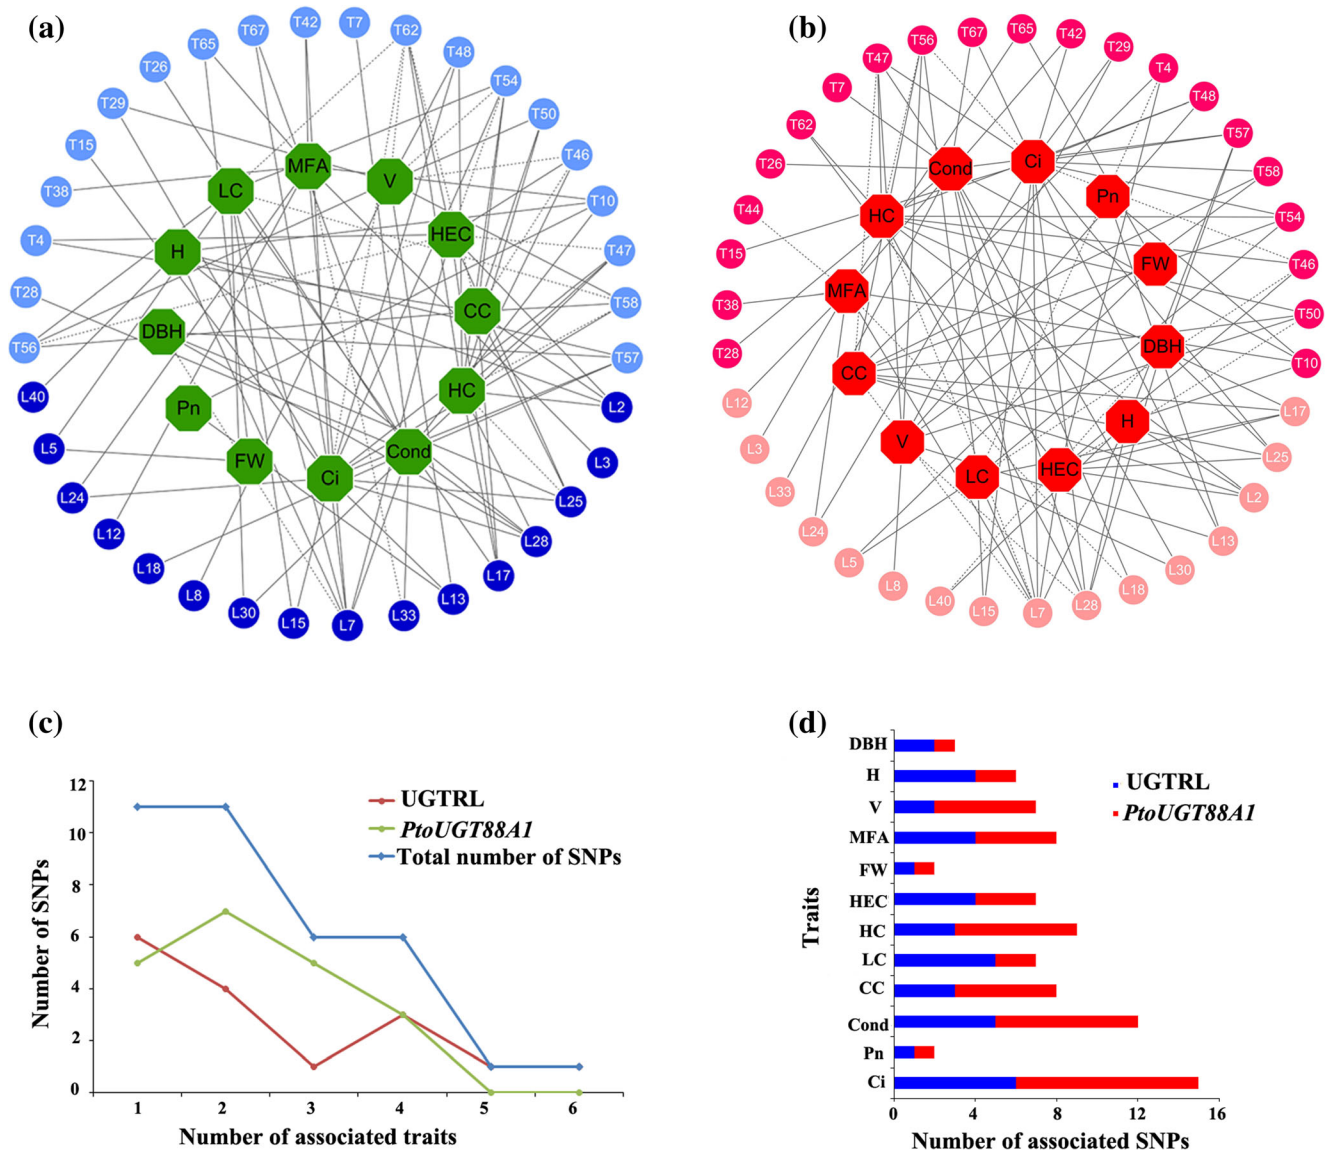 (a)
T42
T7
T62
T67
T65
T48
T26
T54
T29
T50
T15
T46
T38
T10
T4
T47
T28
T58
T56
T57
L40
L2
L5
L3
L24
L25
L12
L28
L18
L17
L8
L13
L30
L33
L15
L7
MFA
V
LC
HEC
H
CC
DBH
HC
Pn
Cond
FW
Ci
(b)
T67
T65
T42
T56
T29
T47
T4
T7
T48
T62
T57
T26
T58
T44
T54
T15
T46
T38
T50
T28
T10
L12
L17
L3
L25
L33
L2
L24
L13
L5
L30
L8
L18
L40
L28
L15
L7
Cond
Ci
Pn
HC
FW
MFA
DBH
CC
H
V
HEC
LC
(c)
12
10
8
6
4
2
0
1 2 3 4 5 6
Number of SNPs
Number of associated traits
UGTRL
PtoUGT88A1
Total number of SNPs
(d)
DBH
H
V
MFA
FW
HEC
HC
LC
CC
Cond
Pn
Ci
Traits
0 4 8 12 16
Number of associated SNPs
UGTRL
PtoUGT88A1